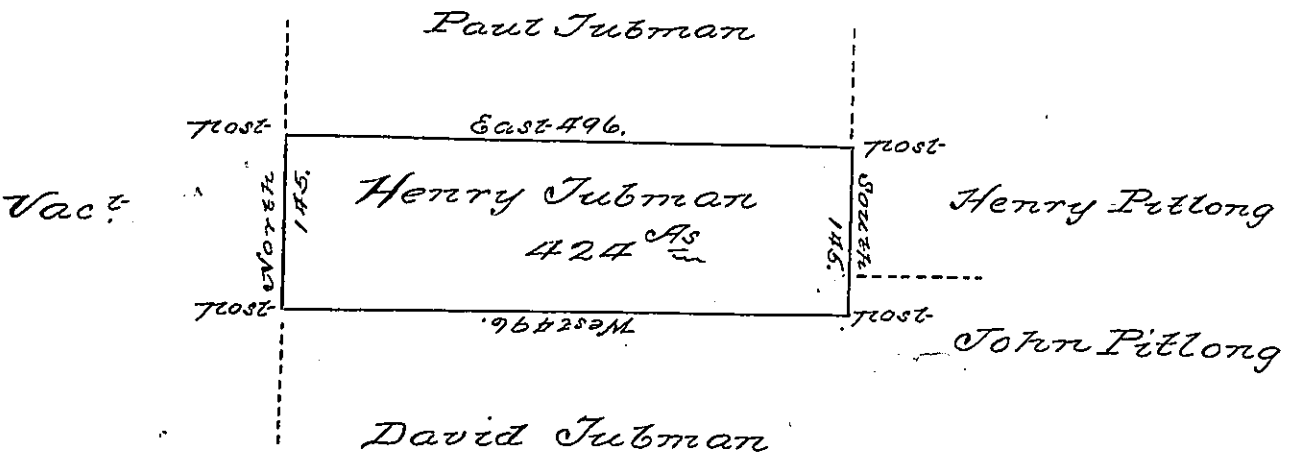 Paul Tubman
Post
East 496.
Post
Vac.t
North
145.
Henry Tubman
424 As
South
145.
Henry Pitlong
Post
West 496.
Post
John Pitlong
David Tubman